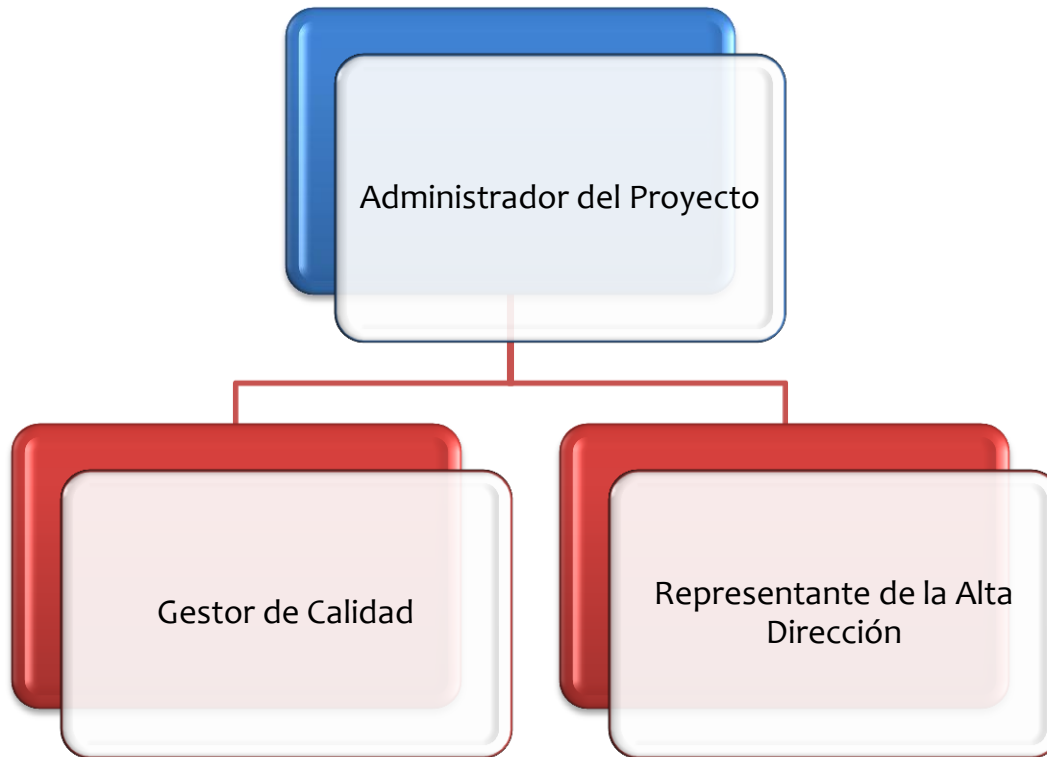 Administrador del Proyecto
Gestor de Calidad
Representante de la Alta
Dirección